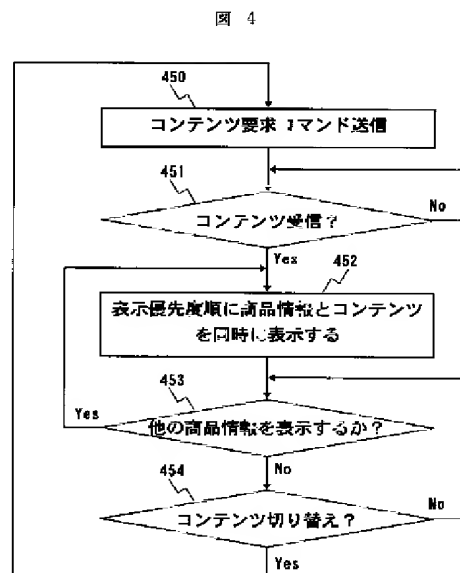 図 4
450
コンテンツ要求コマンド送信
451
コンテンツ受信？
No
Yes
452
表示優先度順に商品情報とコンテンツ
を同時に表示する
453
Yes
他の商品情報を表示するか？
No
454
コンテンツ切り替え？
No
Yes